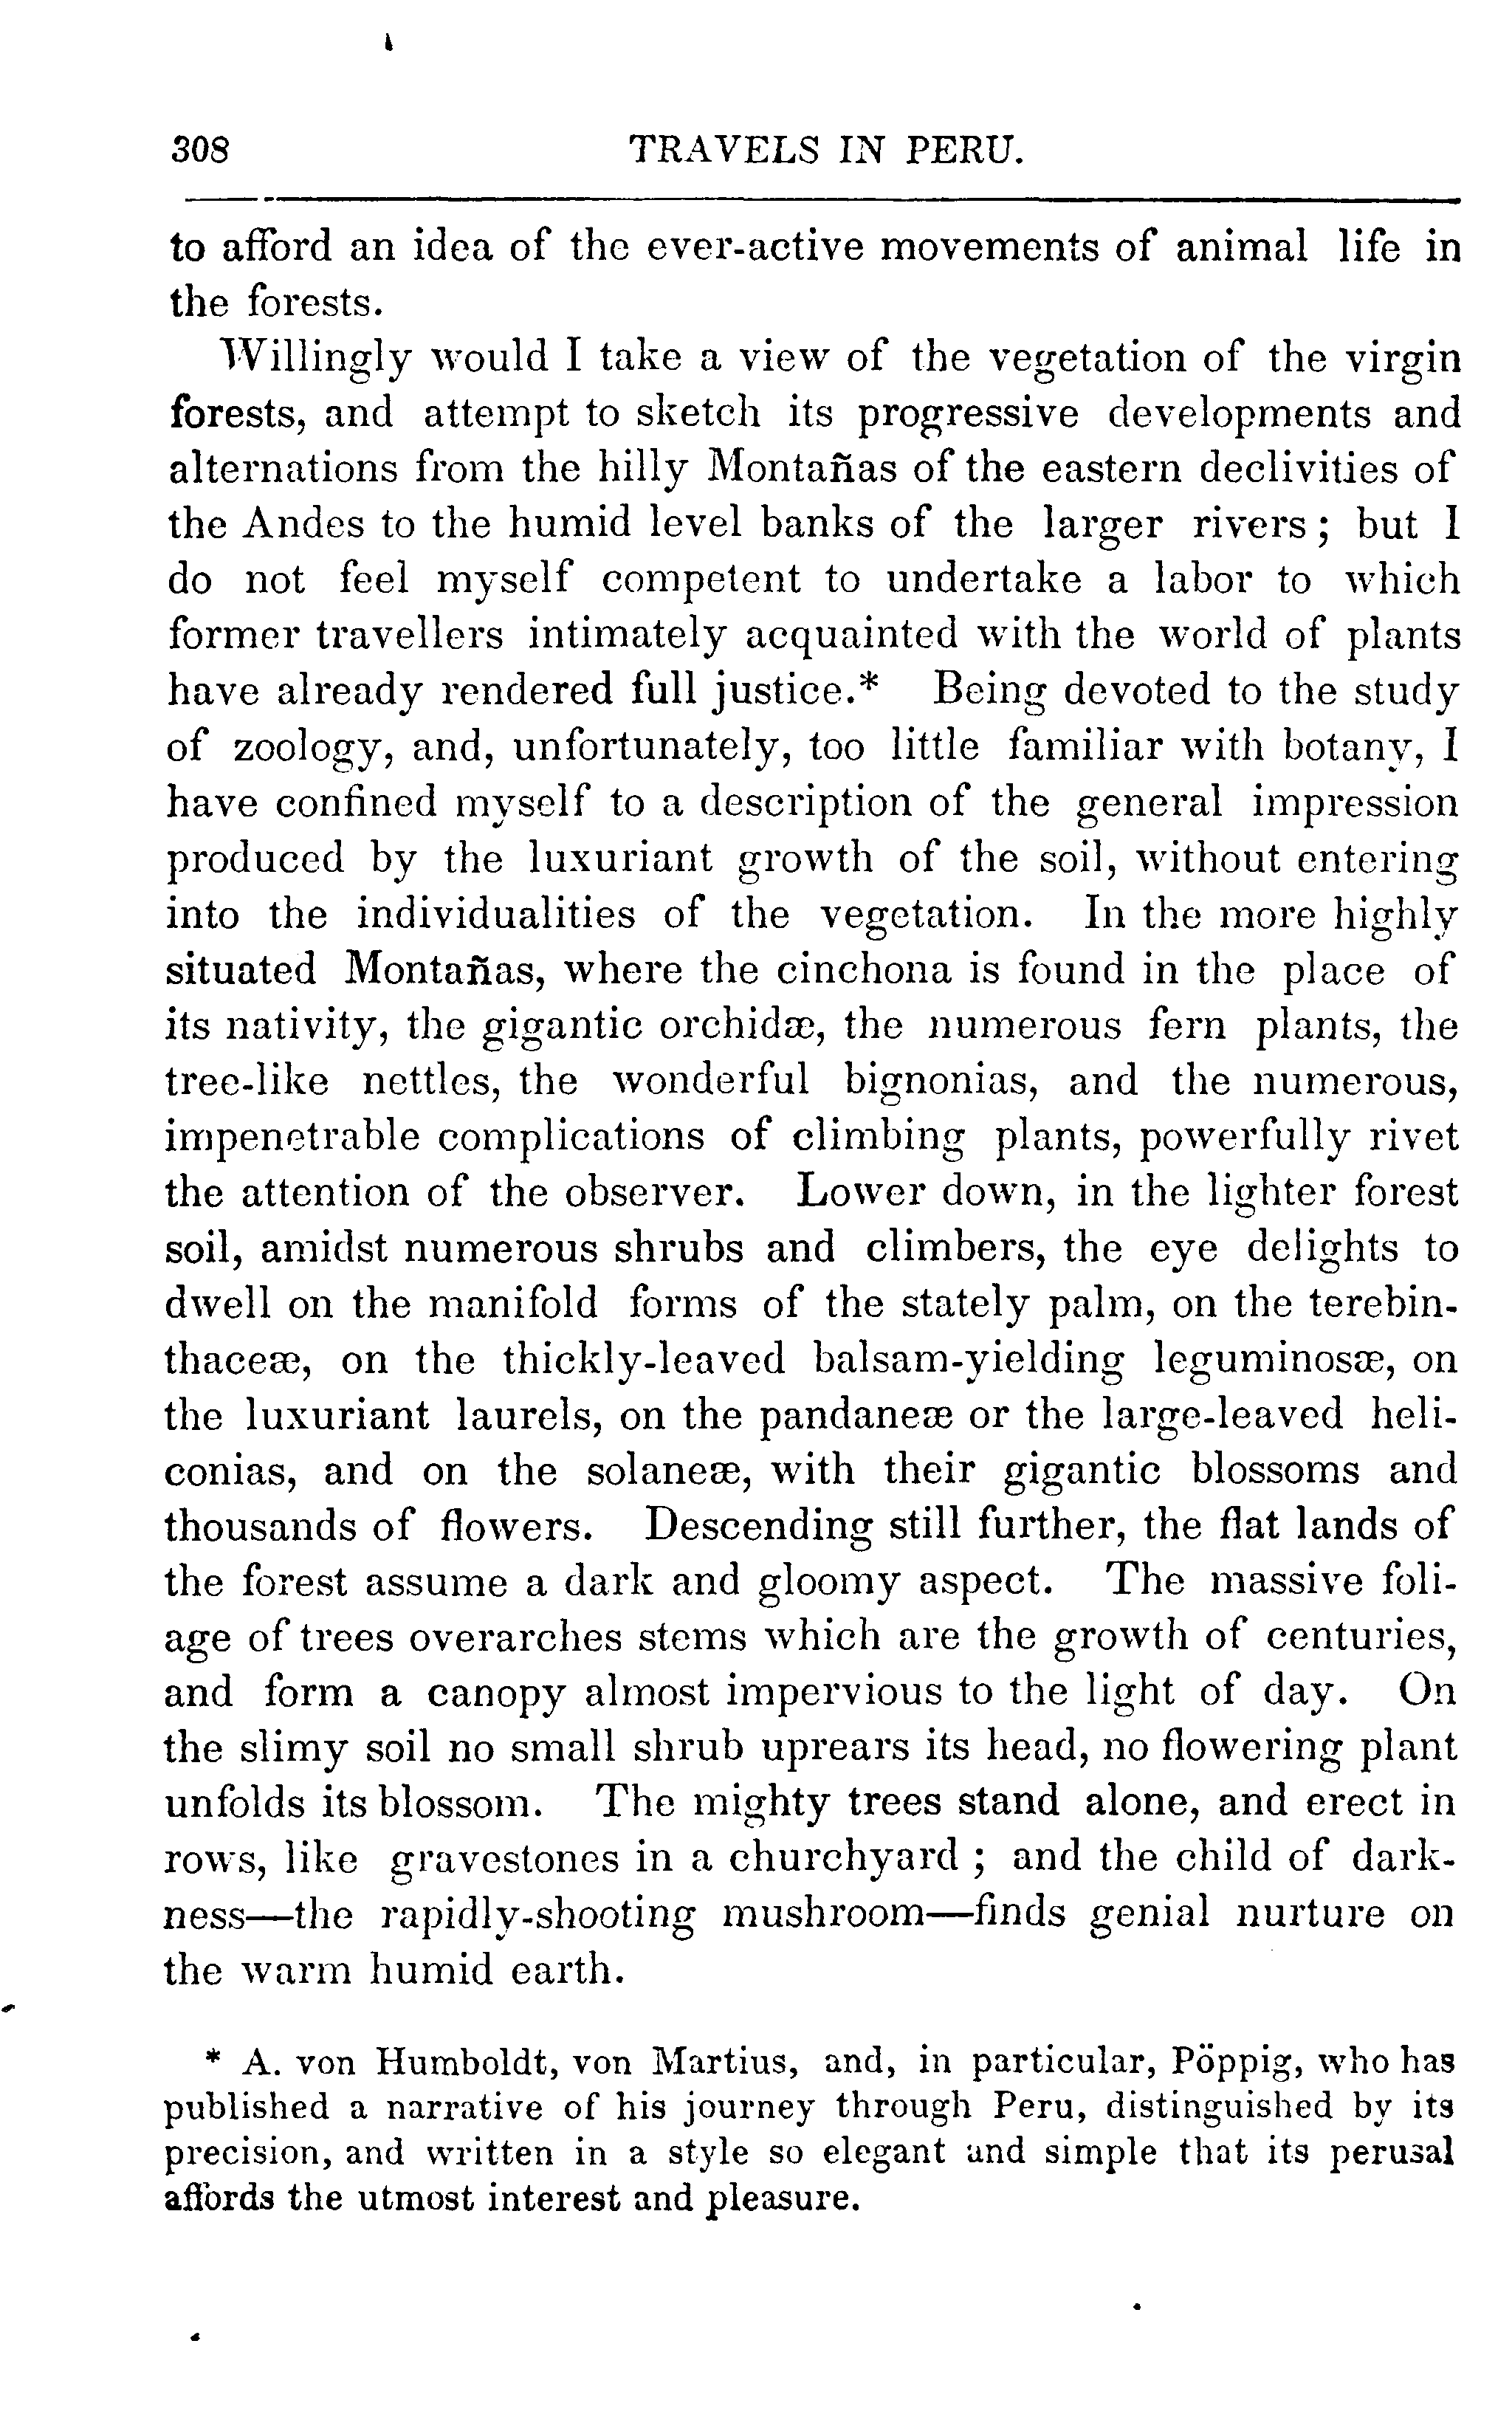 308 TRAVELS IN PERU.
to afford an idea of the ever-active movements of animal life in
the forests.
Willingly would I take a view of the vegetation of the virgin
forests, and attempt to sketch its progressive developments and
alternations from the hilly Montañas of the eastern declivities of
the Andes to the humid level banks of the larger rivers; but I
do not feel myself competent to undertake a labor to which
former travellers intimately acquainted with the world of plants
have already rendered full justice.* Being devoted to the study
of zoology, and, unfortunately, too little familiar with botany, I
have confined myself to a description of the general impression
produced by the luxuriant growth of the soil, without entering
into the individualities of the vegetation. In the more highly
situated Montañas, where the cinchona is found in the place of
its nativity, the gigantic orchidæ, the numerous fern plants, the
tree-like nettles, the wonderful bignonias, and the numerous,
impenetrable complications of climbing plants, powerfully rivet
the attention of the observer. Lower down, in the lighter forest
soil, amidst numerous shrubs and climbers, the eye delights to
dwell on the manifold forms of the stately palm, on the terebin-
thaceæ, on the thickly-leaved balsam-yielding leguminosæ, on
the luxuriant laurels, on the pandaneæ or the large-leaved heli-
conias, and on the solaneæ, with their gigantic blossoms and
thousands of flowers. Descending still further, the flat lands of
the forest assume a dark and gloomy aspect. The massive foli-
age of trees overarches stems which are the growth of centuries,
and form a canopy almost impervious to the light of day. On
the slimy soil no small shrub uprears its head, no flowering plant
unfolds its blossom. The mighty trees stand alone, and erect in
rows, like gravestones in a churchyard; and the child of dark-
ness—the rapidly-shooting mushroom—finds genial nurture on
the warm humid earth.
* A. von Humboldt, von Martius, and, in particular, Pöppig, who has
published a narrative of his journey through Peru, distinguished by its
precision, and written in a style so elegant and simple that its perusal
affords the utmost interest and pleasure.